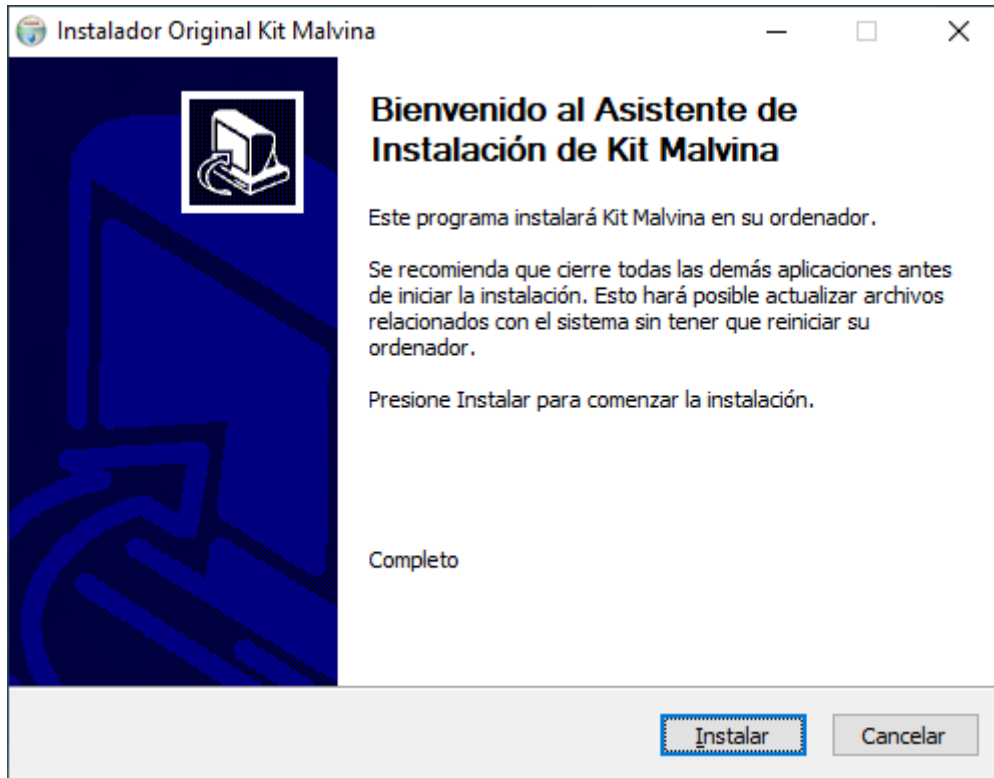 Instalador Original Kit Malvina
Bienvenido al Asistente de
Instalación de Kit Malvina
Este programa instalará Kit Malvina en su ordenador.
Se recomienda que cierre todas las demás aplicaciones antes
de iniciar la instalación. Esto hará posible actualizar archivos
relacionados con el sistema sin tener que reiniciar su
ordenador.
Presione Instalar para comenzar la instalación.
Completo
Instalar
Cancelar